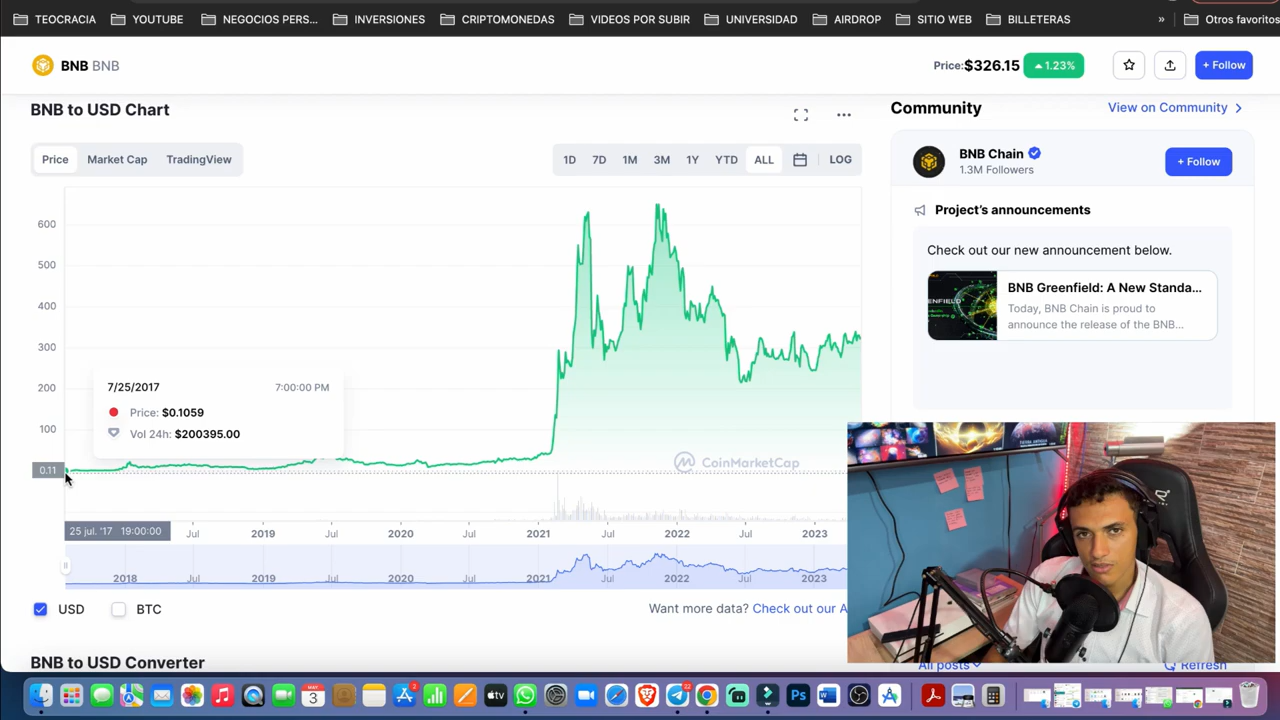 TEOCRACIA YOUTUBE NEGOCIOS PERS... INVERSIONES CRIPTOMONEDAS VIDEOS POR SUBIR UNIVERSIDAD AIRDROP SITIO WEB BILLETERAS » Otros favoritos
BNB BNB
Price:$326.15 1.23%
+ Follow
BNB to USD Chart
Price Market Cap TradingView
1D 7D 1M 3M 1Y YTD ALL LOG
600
500
400
300
200
100
0.11
7/25/2017 7:00:00 PM
Price: $0.1059
Vol 24h: $200395.00
CoinMarketCap
25 jul. '17 19:00:00 Jul 2019 Jul 2020 Jul 2021 Jul 2022 Jul 2023
2018 Jul 2019 Jul 2020 Jul 2021 Jul 2022 Jul 2023
USD BTC
Want more data? Check out our A
BNB to USD Converter
Community
View on Community
BNB Chain
1.3M Followers
+ Follow
Project's announcements
Check out our new announcement below.
BNB Greenfield: A New Standa...
Today, BNB Chain is proud to
announce the release of the BNB...
All posts
Refresh
MAR
3
2
tv
22
Ps
W